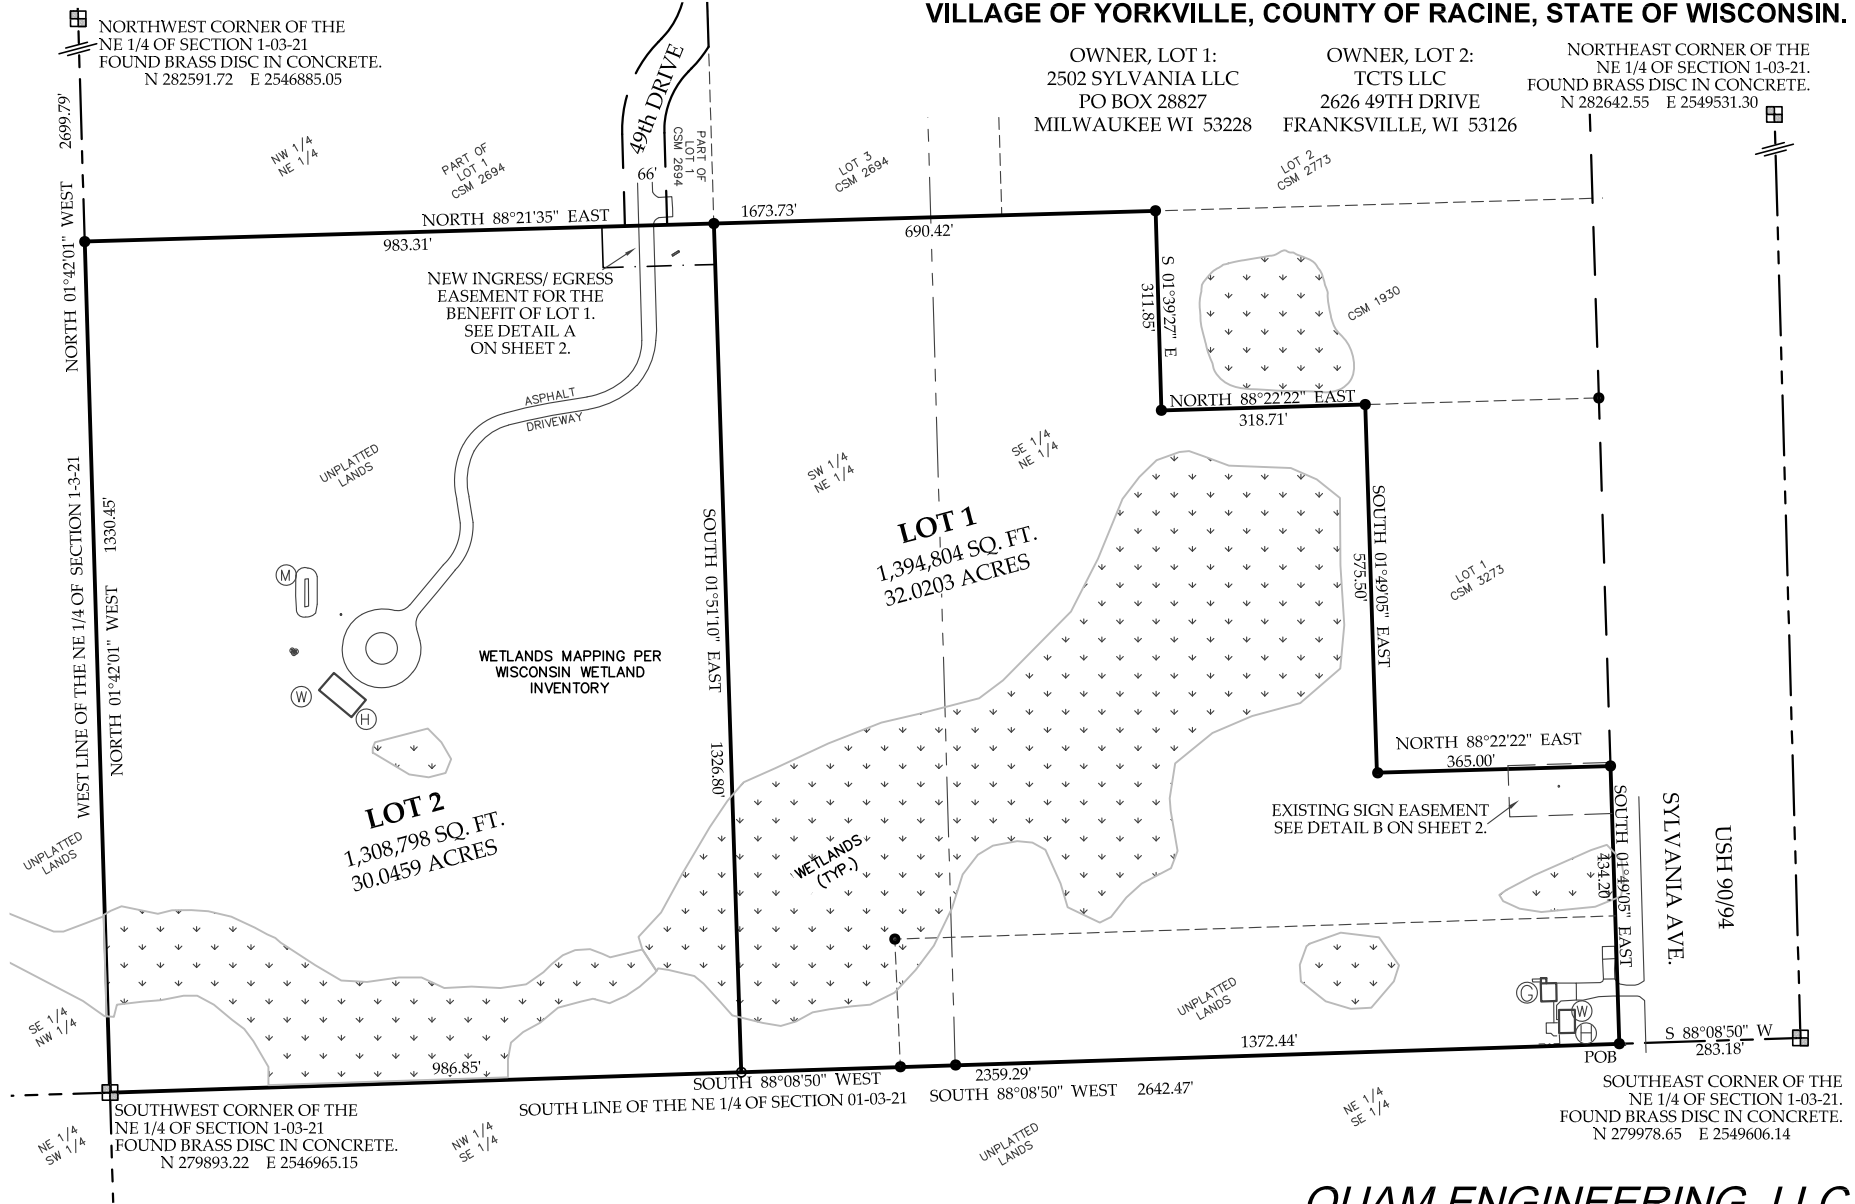 VILLAGE OF YORKVILLE, COUNTY OF RACINE, STATE OF WISCONSIN.
NORTHWEST CORNER OF THE
NE 1/4 OF SECTION 1-03-21
FOUND BRASS DISC IN CONCRETE.
N 282591.72 E 2546885.05
OWNER, LOT 1:
2502 SYLVANIA LLC
PO BOX 28827
MILWAUKEE WI 53228
OWNER, LOT 2:
TCTS LLC
2626 49TH DRIVE
FRANKSVILLE, WI 53126
NORTHEAST CORNER OF THE
NE 1/4 OF SECTION 1-03-21.
FOUND BRASS DISC IN CONCRETE.
N 282642.55 E 2549531.30
2699.79'
NORTH 01°42'01" WEST
NW 1/4
NE 1/4
PART OF
LOT 1
CSM 2694
49th DRIVE
66'
PART OF
LOT 1
CSM 2694
LOT 3
CSM 2694
LOT 2
CSM 2773
NORTH 88°21'35" EAST
1673.73'
983.31'
690.42'
NEW INGRESS/ EGRESS
EASEMENT FOR THE
BENEFIT OF LOT 1.
SEE DETAIL A
ON SHEET 2.
S 01°39'27" E
311.85'
CSM 1930
ASPHALT
DRIVEWAY
NORTH 88°22'22" EAST
318.71'
UNPLATTED
LANDS
SW 1/4
NE 1/4
SE 1/4
NE 1/4
WEST LINE OF THE NE 1/4 OF SECTION 1-3-21
NORTH 01°42'01" WEST
1330.45'
SOUTH 01°51'10" EAST
1326.80'
LOT 1
1,394,804 SQ. FT.
32.0203 ACRES
SOUTH 01°49'05" EAST
575.50'
LOT 1
CSM 3273
M
W
H
WETLANDS MAPPING PER
WISCONSIN WETLAND
INVENTORY
NORTH 88°22'22" EAST
365.00'
LOT 2
1,308,798 SQ. FT.
30.0459 ACRES
EXISTING SIGN EASEMENT
SEE DETAIL B ON SHEET 2.
SOUTH 01°49'05" EAST
434.20'
SYLVANIA AVE.
USH 90/94
UNPLATTED
LANDS
WETLANDS
(TYP.)
UNPLATTED
LANDS
G
W
H
SE 1/4
NW 1/4
986.85'
1372.44'
S 88°08'50" W
283.18'
POB
SOUTH 88°08'50" WEST
2359.29'
SOUTH LINE OF THE NE 1/4 OF SECTION 01-03-21
SOUTH 88°08'50" WEST 2642.47'
SOUTHWEST CORNER OF THE
NE 1/4 OF SECTION 1-03-21
FOUND BRASS DISC IN CONCRETE.
N 279893.22 E 2546965.15
SOUTHEAST CORNER OF THE
NE 1/4 OF SECTION 1-03-21.
FOUND BRASS DISC IN CONCRETE.
N 279978.65 E 2549606.14
NE 1/4
SW 1/4
NW 1/4
SE 1/4
UNPLATTED
LANDS
NE 1/4
SE 1/4
QUAM ENGINEERING, LLC